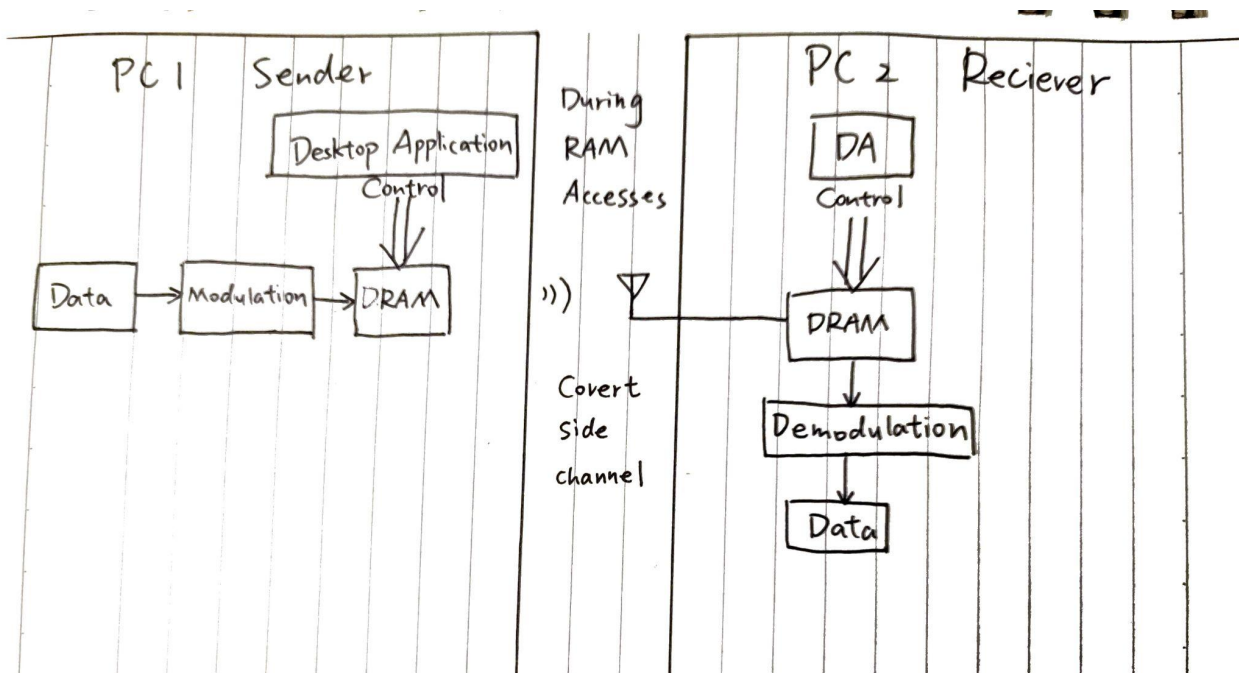 PC 1 Sender
Desktop Application
Control
Data
Modulation
DRAM
During
RAM
Accesses
Covert
side
channel
PC 2 Reciever
DA
Control
DRAM
Demodulation
Data